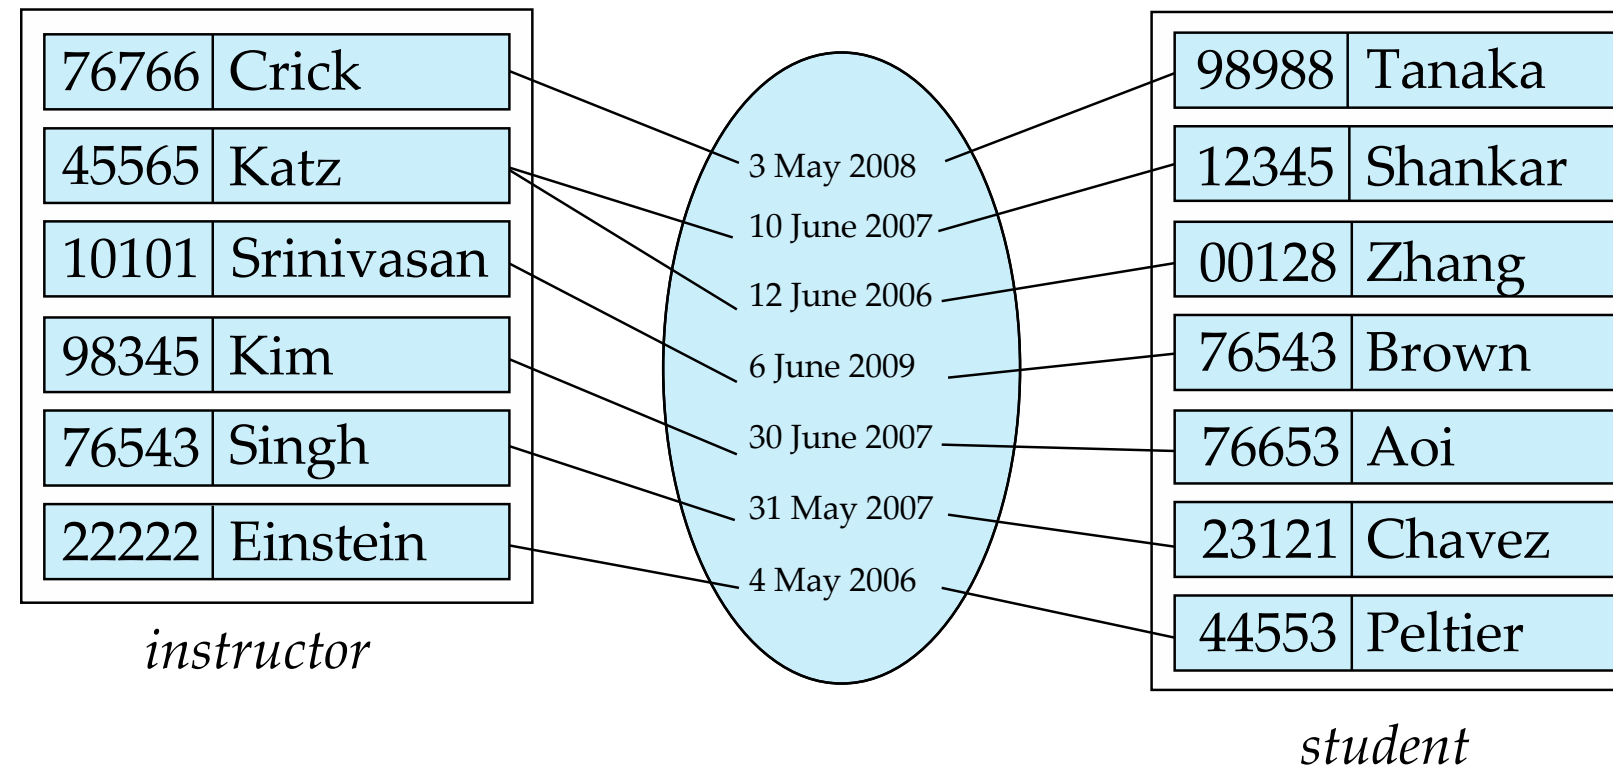 76766 Crick
45565 Katz
10101 Srinivasan
98345 Kim
76543 Singh
22222 Einstein
instructor
3 May 2008
10 June 2007
12 June 2006
6 June 2009
30 June 2007
31 May 2007
4 May 2006
98988 Tanaka
12345 Shankar
00128 Zhang
76543 Brown
76653 Aoi
23121 Chavez
44553 Peltier
student